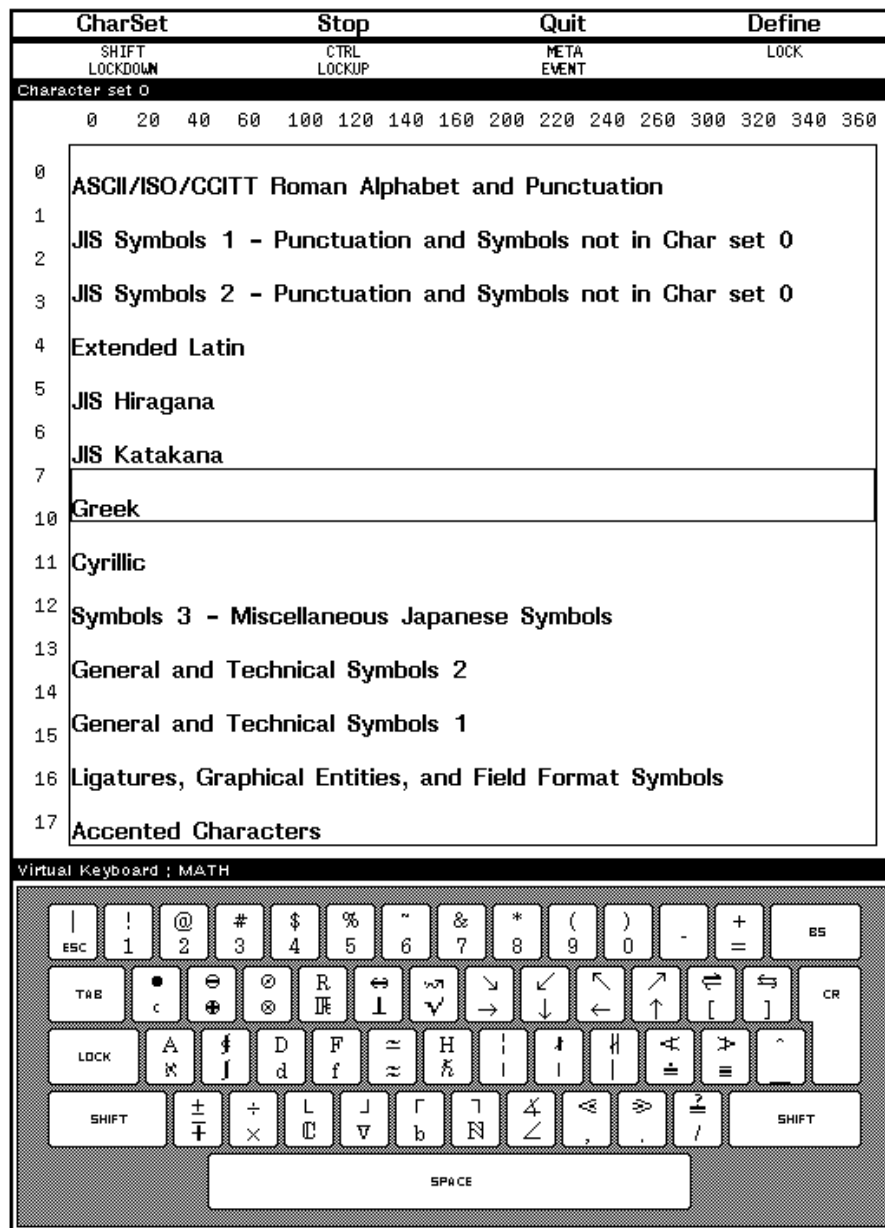 CharSet Stop Quit Define
SHIFT CTRL META LOCK
LOCKDOWN LOCKUP EVENT
Character set 0
0 20 40 60 100 120 140 160 200 220 240 260 300 320 340 360
0
ASCII/ISO/CCITT Roman Alphabet and Punctuation
1
JIS Symbols 1 - Punctuation and Symbols not in Char set 0
2
3
JIS Symbols 2 - Punctuation and Symbols not in Char set 0
4 Extended Latin
5
JIS Hiragana
6
JIS Katakana
7
Greek
10
11 Cyrillic
12
Symbols 3 - Miscellaneous Japanese Symbols
13
General and Technical Symbols 2
14
General and Technical Symbols 1
15
16 Ligatures, Graphical Entities, and Field Format Symbols
17
Accented Characters
Virtual Keyboard : MATH
| ! @ # $ % ~ & * ( ) +
ESC 1 2 3 4 5 6 7 8 9 0 - = BS
● ⊖ ⊘ R ⇔ ↝ ↘ ↙ ↖ ↗ ⇌ ⇆
TAB c ⊕ ⊗ ⊥ √ → ↓ ← ↑ [ ] CR
A ∮ D F ≃ H ¦ ∤ ∦ ⊀ ⊁ ^
LOCK ℵ ∫ d f ≈ ℏ | | | ≐ ≡ _
± ÷ L ⅃ Γ ⅂ ∡ ⋖ ⋗ ≟
SHIFT ∓ × ℂ ∇ b ℕ ∠ , . / SHIFT
SPACE